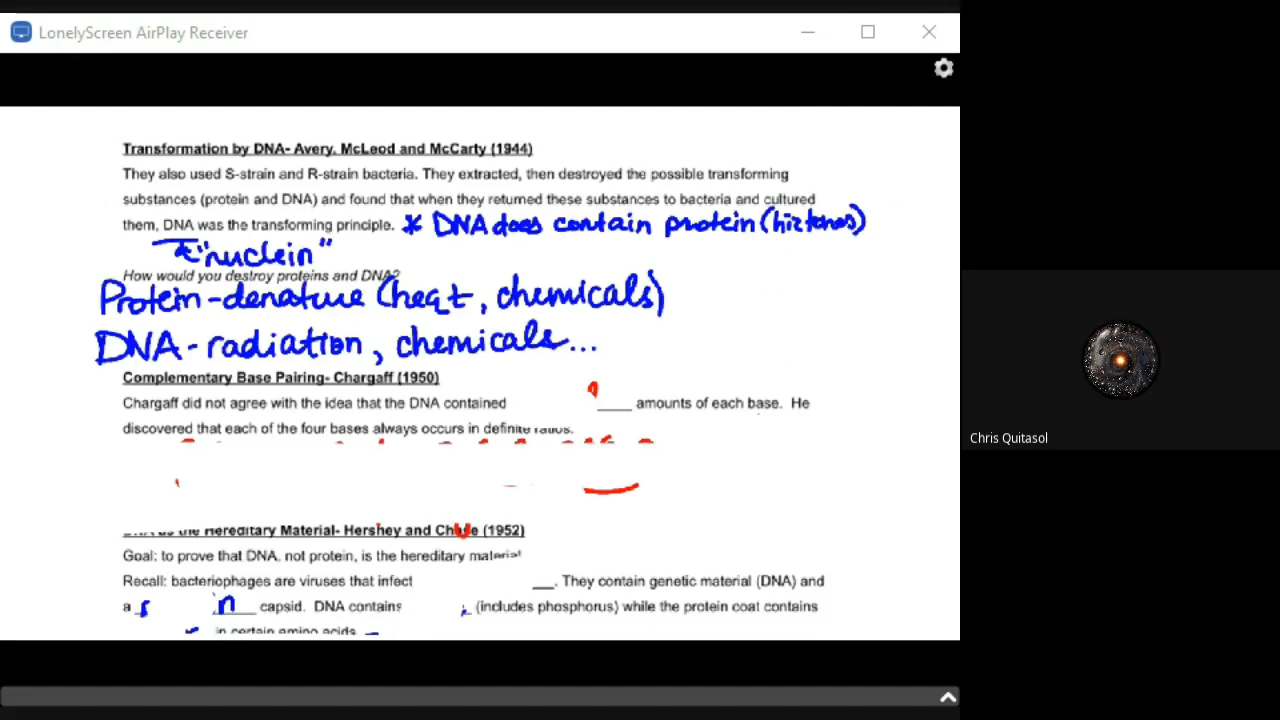 LonelyScreen AirPlay Receiver
Transformation by DNA- Avery, McLeod and McCarty (1944)
They also used S-strain and R-strain bacteria. They extracted, then destroyed the possible transforming
substances (protein and DNA) and found that when they returned these substances to bacteria and cultured
them, DNA was the transforming principle. * DNA does contain protein (histones)
"nuclein"
How would you destroy proteins and DNA?
Protein-denature (heat, chemicals)
DNA-radiation, chemicals...
Complementary Base Pairing- Chargaff (1950)
Chargaff did not agree with the idea that the DNA contained ____ amounts of each base. He
discovered that each of the four bases always occurs in definite ratios.
the Hereditary Material- Hershey and Chase (1952)
Goal: to prove that DNA, not protein, is the hereditary material
Recall: bacteriophages are viruses that infect ___. They contain genetic material (DNA) and
a capsid. DNA contains (includes phosphorus) while the protein coat contains
in certain amino acids
Chris Quitasol